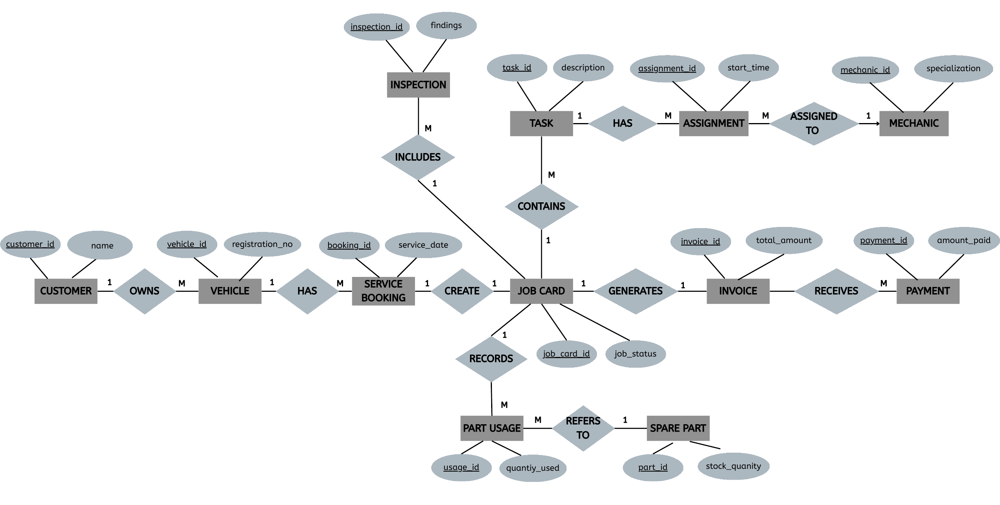 inspection_id
findings
INSPECTION
M
INCLUDES
1
task_id
description
TASK
1
HAS
M
assignment_id
start_time
ASSIGNMENT
M
ASSIGNED
TO
1
mechanic_id
specialization
MECHANIC
M
CONTAINS
1
customer_id
name
CUSTOMER
1
OWNS
M
vehicle_id
registration_no
VEHICLE
1
HAS
M
booking_id
service_date
SERVICE
BOOKING
1
CREATE
1
JOB CARD
1
GENERATES
1
invoice_id
total_amount
INVOICE
RECEIVES
M
payment_id
amount_paid
PAYMENT
1
RECORDS
job_card_id
job_status
M
PART USAGE
M
REFERS
TO
1
SPARE PART
usage_id
quantiy_used
part_id
stock_quanity